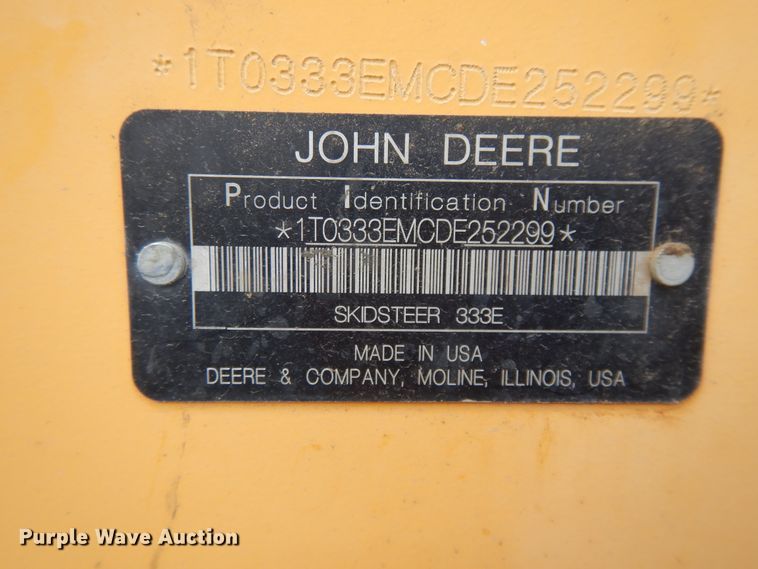 *1T0333EMCDE252299*
JOHN DEERE
Product Identification Number
*1T0333EMCDE252299*
SKIDSTEER 333E
MADE IN USA
DEERE & COMPANY, MOLINE, ILLINOIS, USA
Purple Wave Auction